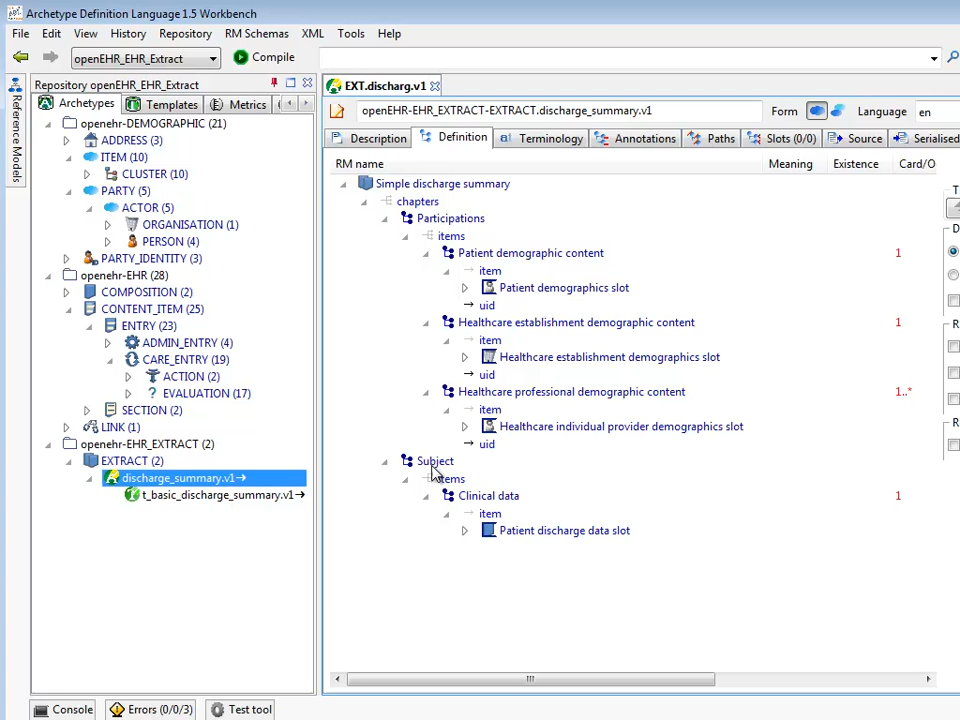 Archetype Definition Language 1.5 Workbench
File Edit View History Repository RM Schemas XML Tools Help
openEHR_EHR_Extract Compile
Reference Models
Repository openEHR_EHR_Extract
Archetypes Templates Metrics
openehr-DEMOGRAPHIC (21)
ADDRESS (3)
ITEM (10)
CLUSTER (10)
PARTY (5)
ACTOR (5)
ORGANISATION (1)
PERSON (4)
PARTY_IDENTITY (3)
openehr-EHR (28)
COMPOSITION (2)
CONTENT_ITEM (25)
ENTRY (23)
ADMIN_ENTRY (4)
CARE_ENTRY (19)
ACTION (2)
EVALUATION (17)
SECTION (2)
LINK (1)
openehr-EHR_EXTRACT (2)
EXTRACT (2)
discharge_summary.v1→
t_basic_discharge_summary.v1→
EXT.discharg.v1
openEHR-EHR_EXTRACT-EXTRACT.discharge_summary.v1 Form Language en
Description Definition Terminology Annotations Paths Slots (0/0) Source Serialised
RM name Meaning Existence Card/O
Simple discharge summary
chapters
Participations
items
Patient demographic content 1
item
Patient demographics slot
uid
Healthcare establishment demographic content 1
item
Healthcare establishment demographics slot
uid
Healthcare professional demographic content 1..*
item
Healthcare individual provider demographics slot
uid
Subject
items
Clinical data 1
item
Patient discharge data slot
T
D
R
R
Console Errors (0/0/3) Test tool